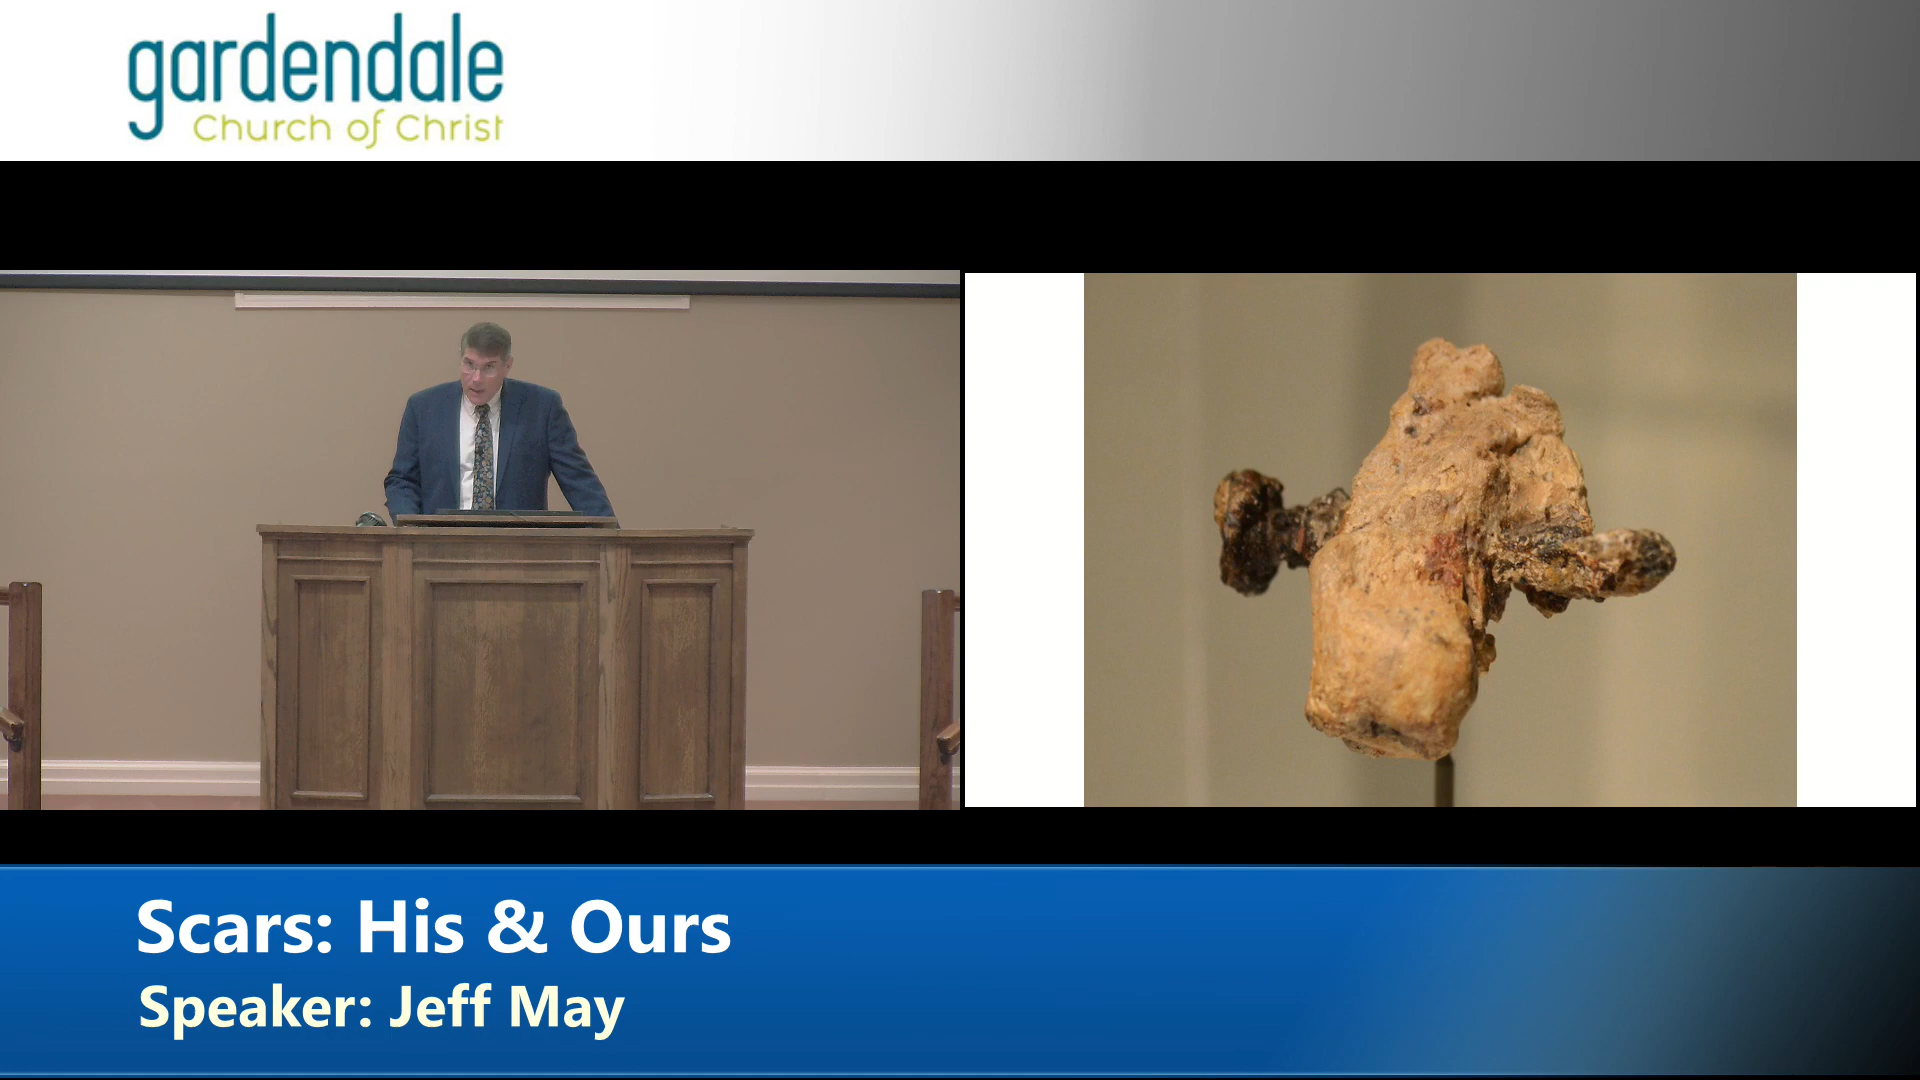 gardendale
Church of Christ
Scars: His & Ours
Speaker: Jeff May